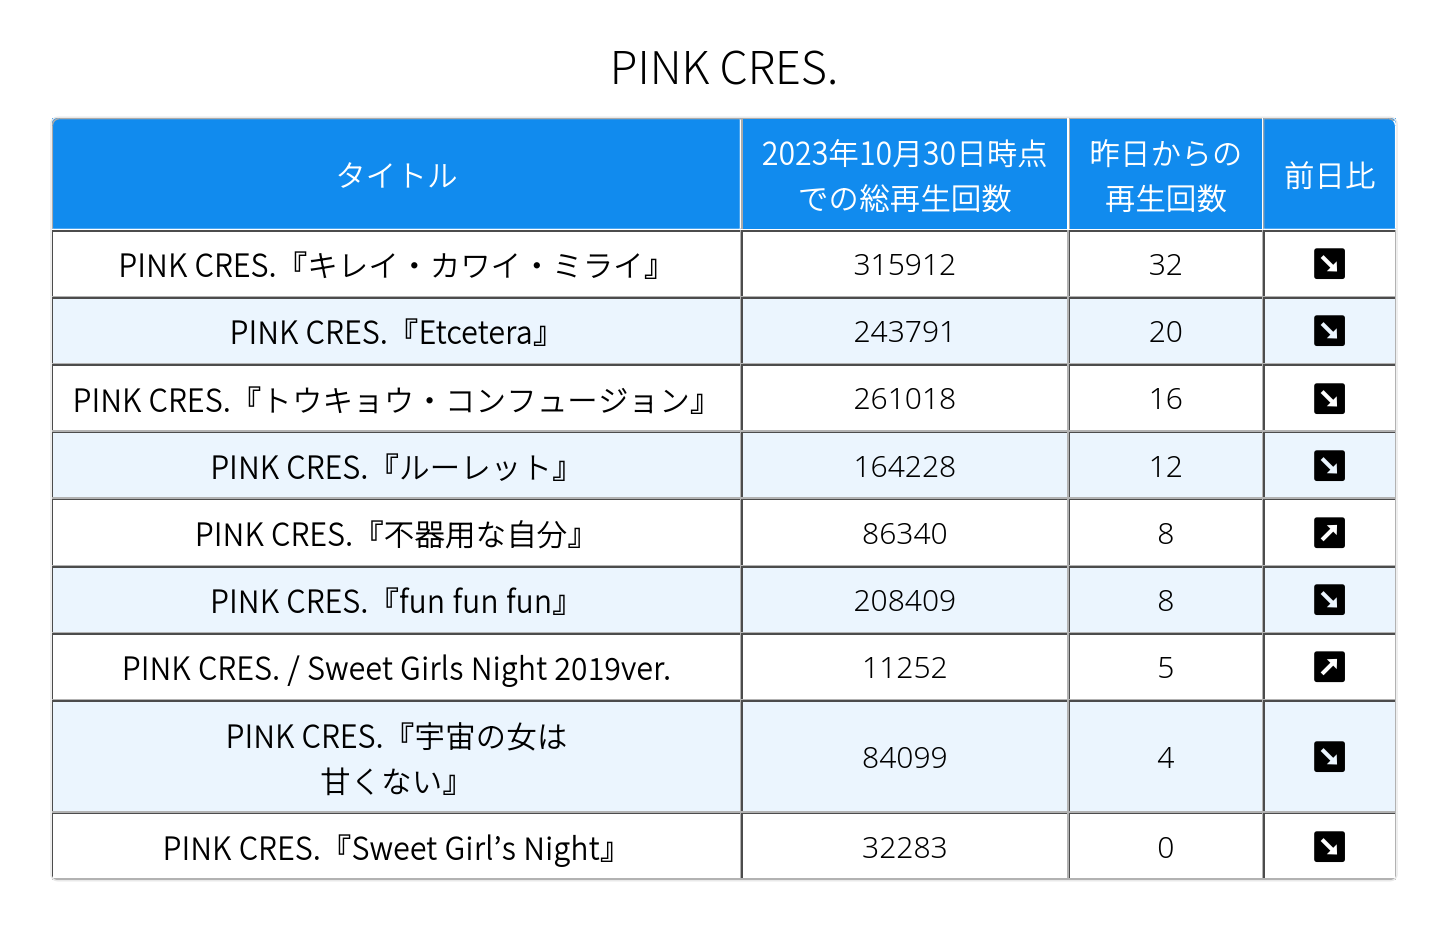 PINK CRES.
タイトル
2023年10月30日時点
での総再生回数
昨日からの
再生回数
前日比
PINK CRES.『キレイ・カワイ・ミライ』 315912 32 ↘
PINK CRES.『Etcetera』 243791 20 ↘
PINK CRES.『トウキョウ・コンフュージョン』 261018 16 ↘
PINK CRES.『ルーレット』 164228 12 ↘
PINK CRES.『不器用な自分』 86340 8 ↗
PINK CRES.『fun fun fun』 208409 8 ↘
PINK CRES. / Sweet Girls Night 2019ver. 11252 5 ↗
PINK CRES.『宇宙の女は
甘くない』 84099 4 ↘
PINK CRES.『Sweet Girl’s Night』 32283 0 ↘